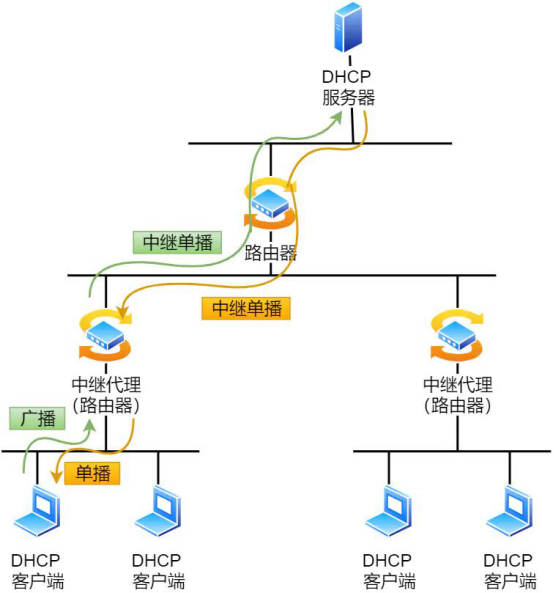 DHCP
服务器
中继单播
路由器
中继单播
中继代理
（路由器）
中继代理
（路由器）
广播
单播
DHCP
客户端
DHCP
客户端
DHCP
客户端
DHCP
客户端